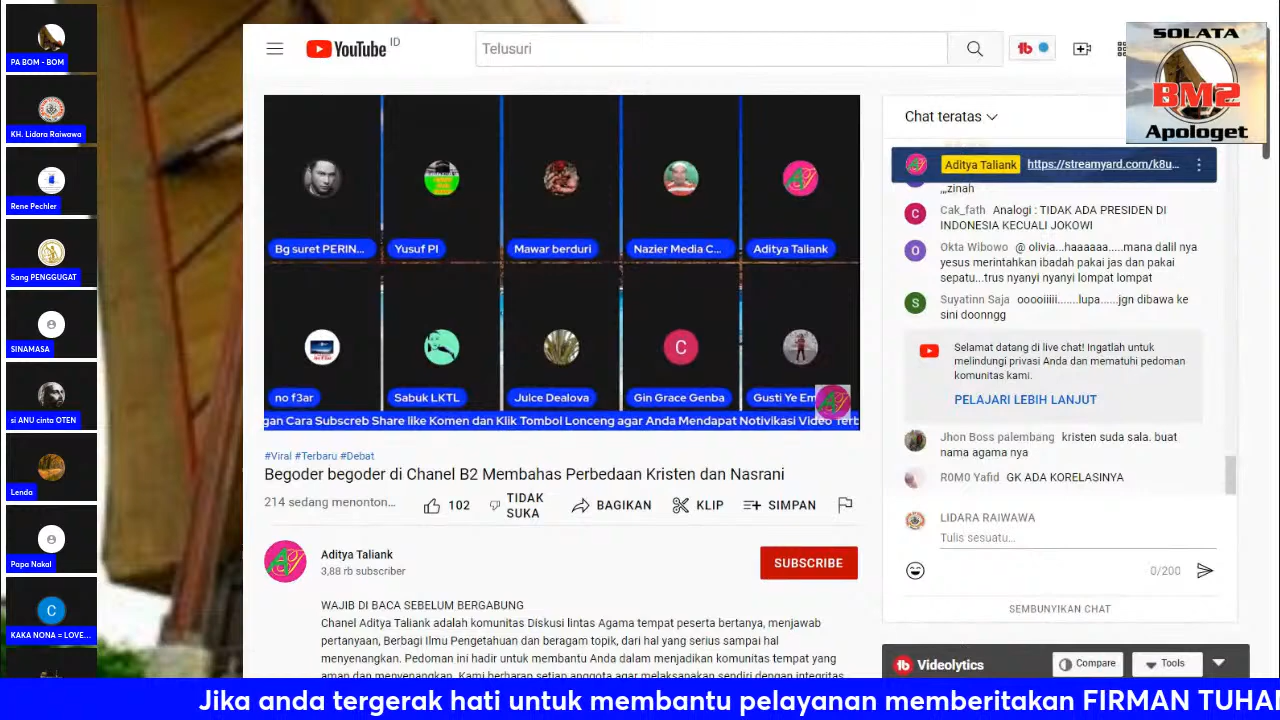 PA BOM - BOM
KH. Lidara Raiwawa
Rene Pechler
Sang PENGGUGAT
SINAMASA
si ANU cinta OTEN
Lenda
Papa Nakal
C
KAKA NONA = LOVE...
YouTube ID
Telusuri
SOLATA
BM2
Apologet
Bg suret PERIN...
Yusuf PI
Mawar berduri
Nazier Media C...
Aditya Taliank
no f3ar
Sabuk LKTL
Juice Dealova
C
Gin Grace Genba
Gusti Ye Em
gan Cara Subscreb Share like Komen dan Klik Tombol Lonceng agar Anda Mendapat Notivikasi Video Terb
#Viral #Terbaru #Debat
Begoder begoder di Chanel B2 Membahas Perbedaan Kristen dan Nasrani
214 sedang menonton...
102
TIDAK
SUKA
BAGIKAN
KLIP
SIMPAN
Aditya Taliank
3,88 rb subscriber
SUBSCRIBE
WAJIB DI BACA SEBELUM BERGABUNG
Chanel Aditya Taliank adalah komunitas Diskusi lintas Agama tempat peserta bertanya, menjawab
pertanyaan, Berbagi Ilmu Pengetahuan dan beragam topik, dari hal yang serius sampai hal
menyenangkan. Pedoman ini hadir untuk membantu Anda dalam menjadikan komunitas tempat yang
aman dan menyenangkan. Kami berharap setiap anggota agar melaksanakan sendiri dengan integritas
Chat teratas
Aditya Taliank https://streamyard.com/k8u...
,,,zinah
C
Cak_fath Analogi : TIDAK ADA PRESIDEN DI
INDONESIA KECUALI JOKOWI
O
Okta Wibowo @ olivia...haaaaaa.....mana dalil nya
yesus merintahkan ibadah pakai jas dan pakai
sepatu...trus nyanyi nyanyi lompat lompat
S
Suyatinn Saja ooooiiiii.......lupa.....jgn dibawa ke
sini doonngg
Selamat datang di live chat! Ingatlah untuk
melindungi privasi Anda dan mematuhi pedoman
komunitas kami.
PELAJARI LEBIH LANJUT
Jhon Boss palembang kristen suda sala. buat
nama agama nya
R0M0 Yafid GK ADA KORELASINYA
LIDARA RAIWAWA
Tulis sesuatu...
0/200
SEMBUNYIKAN CHAT
Videolytics
Compare
Tools
Jika anda tergerak hati untuk membantu pelayanan memberitakan FIRMAN TUHAN